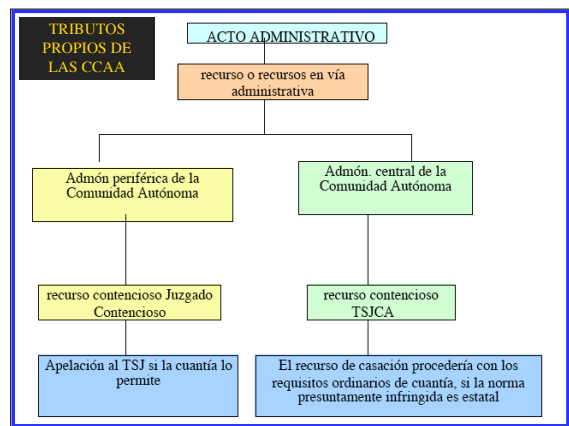 TRIBUTOS
PROPIOS DE
LAS CCAA
ACTO ADMINISTRATIVO
recurso o recursos en vía
administrativa
Admón periférica de la
Comunidad Autónoma
Admón. central de la
Comunidad Autónoma
recurso contencioso Juzgado
Contencioso
recurso contencioso
TSJCA
Apelación al TSJ si la cuantía lo
permite
El recurso de casación procedería con los
requisitos ordinarios de cuantía, si la norma
presuntamente infringida es estatal